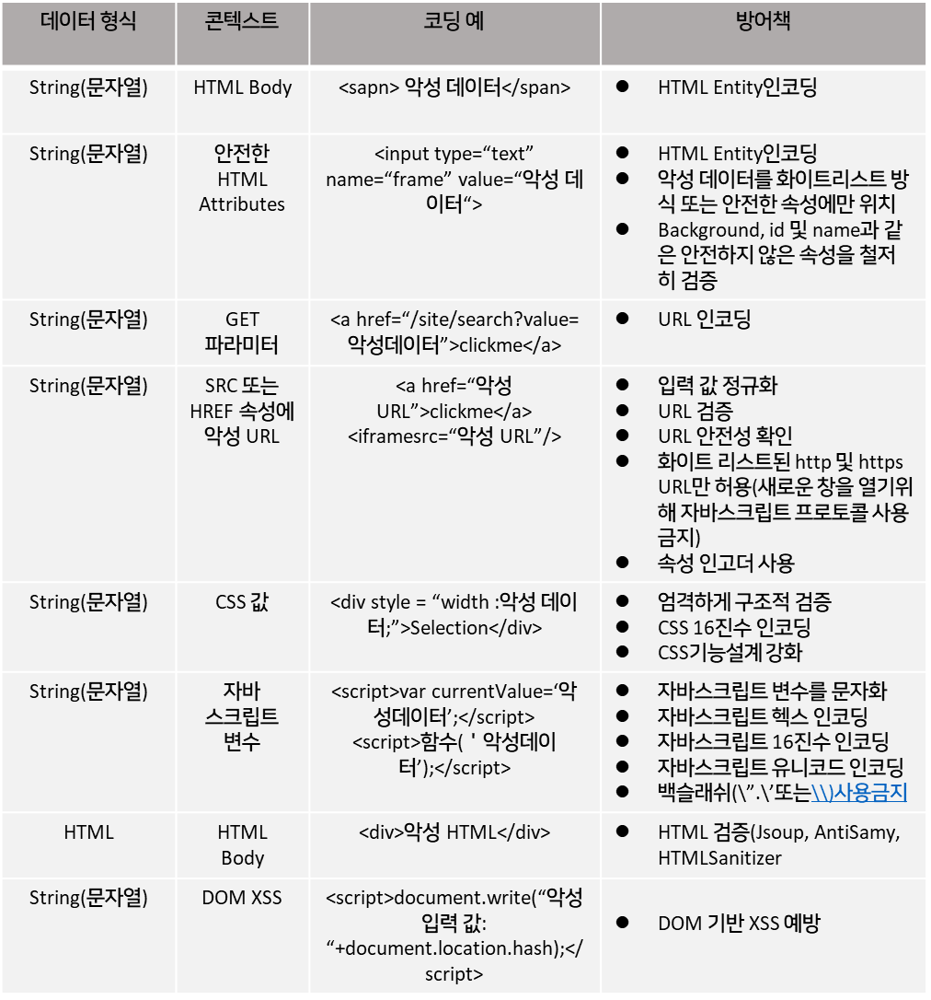 데이터 형식
콘텍스트
코딩 예
방어책
String(문자열)
HTML Body
<sapn> 악성 데이터</span>
● HTML Entity인코딩
String(문자열)
안전한
HTML
Attributes
<input type=“text”
name=“frame” value=“악성 데
이터“>
● HTML Entity인코딩
● 악성 데이터를 화이트리스트 방
식 또는 안전한 속성에만 위치
● Background, id 및 name과 같
은 안전하지 않은 속성을 철저
히 검증
String(문자열)
GET
파라미터
<a href=“/site/search?value=
악성데이터”>clickme</a>
● URL 인코딩
String(문자열)
SRC 또는
HREF 속성에
악성 URL
<a href=“악성
URL”>clickme</a>
<iframesrc=“악성 URL”/>
● 입력 값 정규화
● URL 검증
● URL 안전성 확인
● 화이트 리스트된 http 및 https
URL만 허용(새로운 창을 열기위
해 자바스크립트 프로토콜 사용
금지)
● 속성 인고더 사용
String(문자열)
CSS 값
<div style = “width :악성 데이
터;”>Selection</div>
● 엄격하게 구조적 검증
● CSS 16진수 인코딩
● CSS기능설계 강화
String(문자열)
자바
스크립트
변수
<script>var currentValue=‘악
성데이터’;</script>
<script>함수( ＇악성데이
터’);</script>
● 자바스크립트 변수를 문자화
● 자바스크립트 헥스 인코딩
● 자바스크립트 16진수 인코딩
● 자바스크립트 유니코드 인코딩
● 백슬래쉬(\”.\’또는\\)사용금지
HTML
HTML
Body
<div>악성 HTML</div>
● HTML 검증(Jsoup, AntiSamy,
HTMLSanitizer
String(문자열)
DOM XSS
<script>document.write(“악성
입력 값:
“+document.location.hash);</
script>
● DOM 기반 XSS 예방